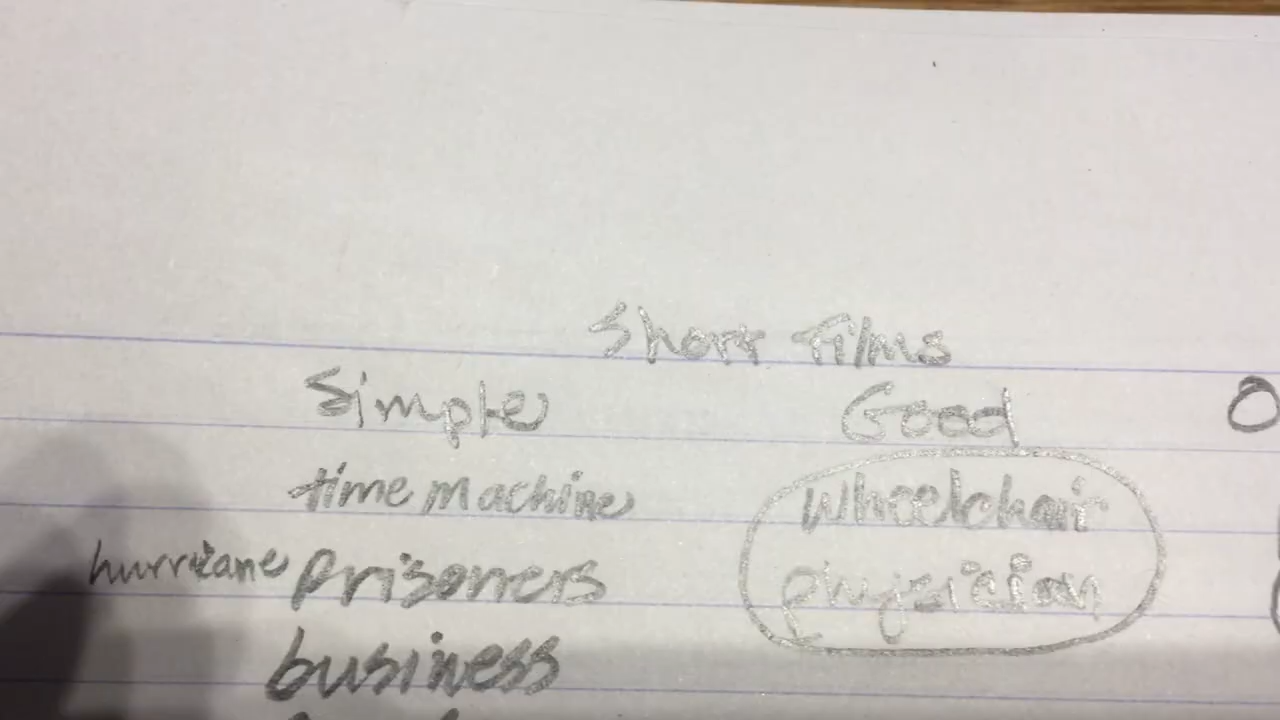 Short Films
Simple Good
time Machine wheelchair
hurricane prisoners physician
business